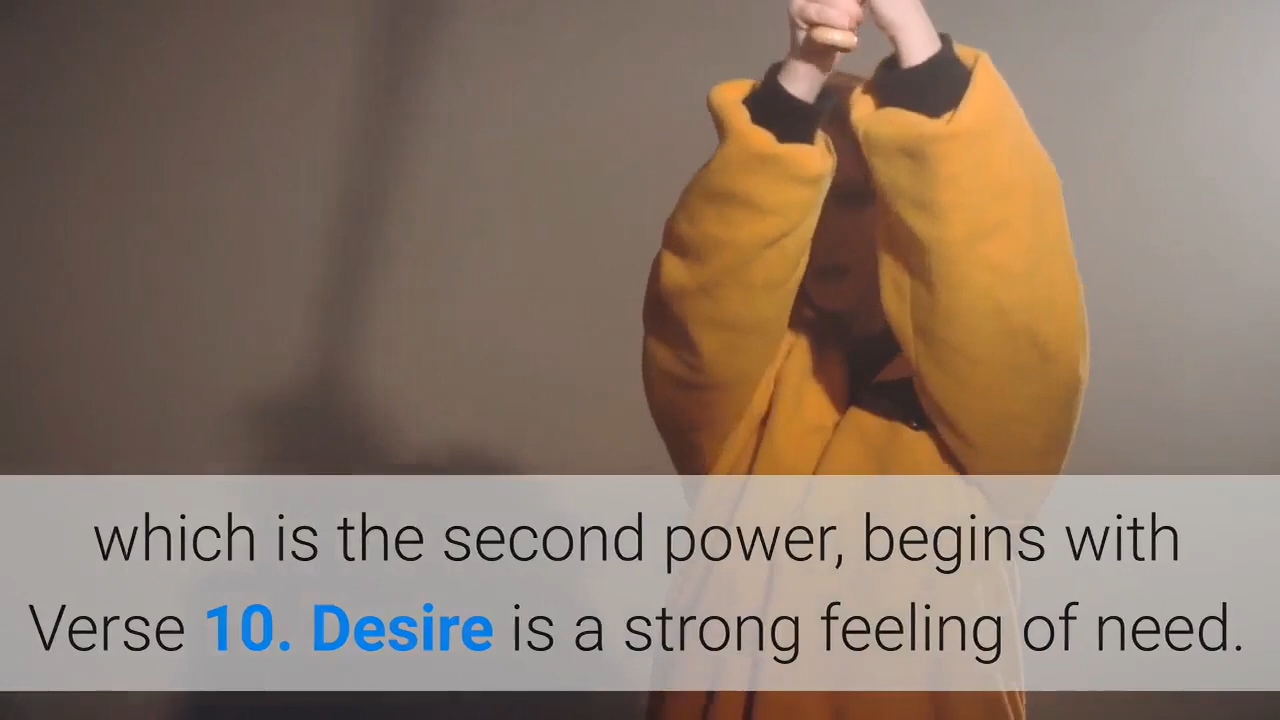 which is the second power, begins with
Verse 10. Desire is a strong feeling of need.